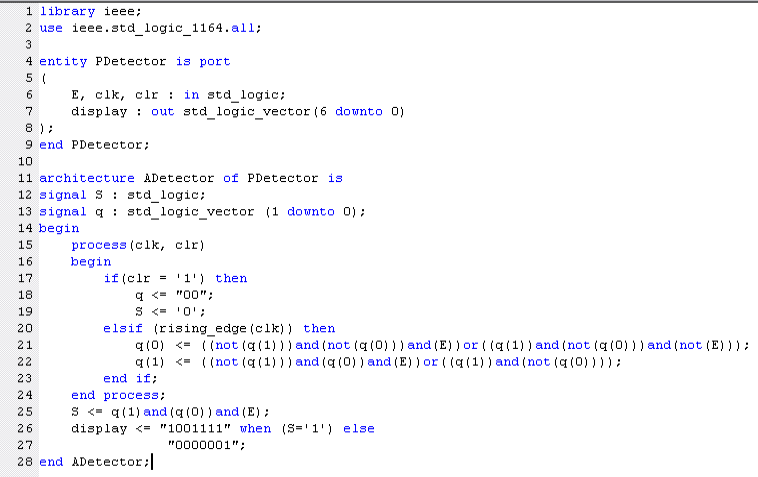 1 library ieee;
2 use ieee.std_logic_1164.all;
3
4 entity PDetector is port
5 (
6     E, clk, clr : in std_logic;
7     display : out std_logic_vector(6 downto 0)
8 );
9 end PDetector;
10
11 architecture ADetector of PDetector is
12 signal S : std_logic;
13 signal q : std_logic_vector (1 downto 0);
14 begin
15     process(clk, clr)
16     begin
17         if(clr = '1') then
18             q <= "00";
19             S <= '0';
20         elsif (rising_edge(clk)) then
21             q(0) <= ((not(q(1)))and(not(q(0)))and(E))or((q(1))and(not(q(0)))and(not(E)));
22             q(1) <= ((not(q(1)))and(q(0))and(E))or((q(1))and(not(q(0))));
23         end if;
24     end process;
25     S <= q(1)and(q(0))and(E);
26     display <= "1001111" when (S='1') else
27                "0000001";
28 end ADetector;